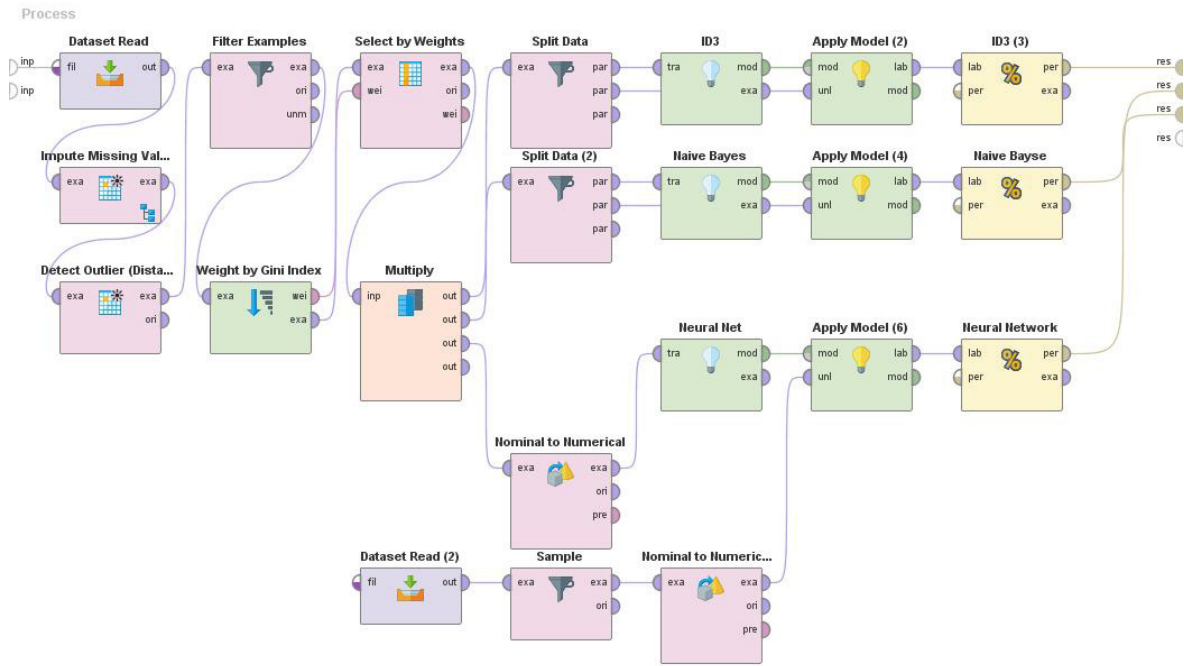 Process
inp
inp
Dataset Read
fil out
Filter Examples
exa exa
ori
unm
Select by Weights
exa exa
wei ori
wei
Split Data
exa par
par
par
ID3
tra mod
exa
Apply Model (2)
mod lab
unl mod
ID3 (3)
lab per
per exa
res
res
res
res
Impute Missing Val...
exa exa
Split Data (2)
exa par
par
par
Naive Bayes
tra mod
exa
Apply Model (4)
mod lab
unl mod
Naive Bayse
lab per
per exa
Detect Outlier (Dista...
exa exa
ori
Weight by Gini Index
exa wei
exa
Multiply
inp out
out
out
out
Neural Net
tra mod
exa
Apply Model (6)
mod lab
unl mod
Neural Network
lab per
per exa
Nominal to Numerical
exa exa
ori
pre
Dataset Read (2)
fil out
Sample
exa exa
ori
Nominal to Numeric...
exa exa
ori
pre